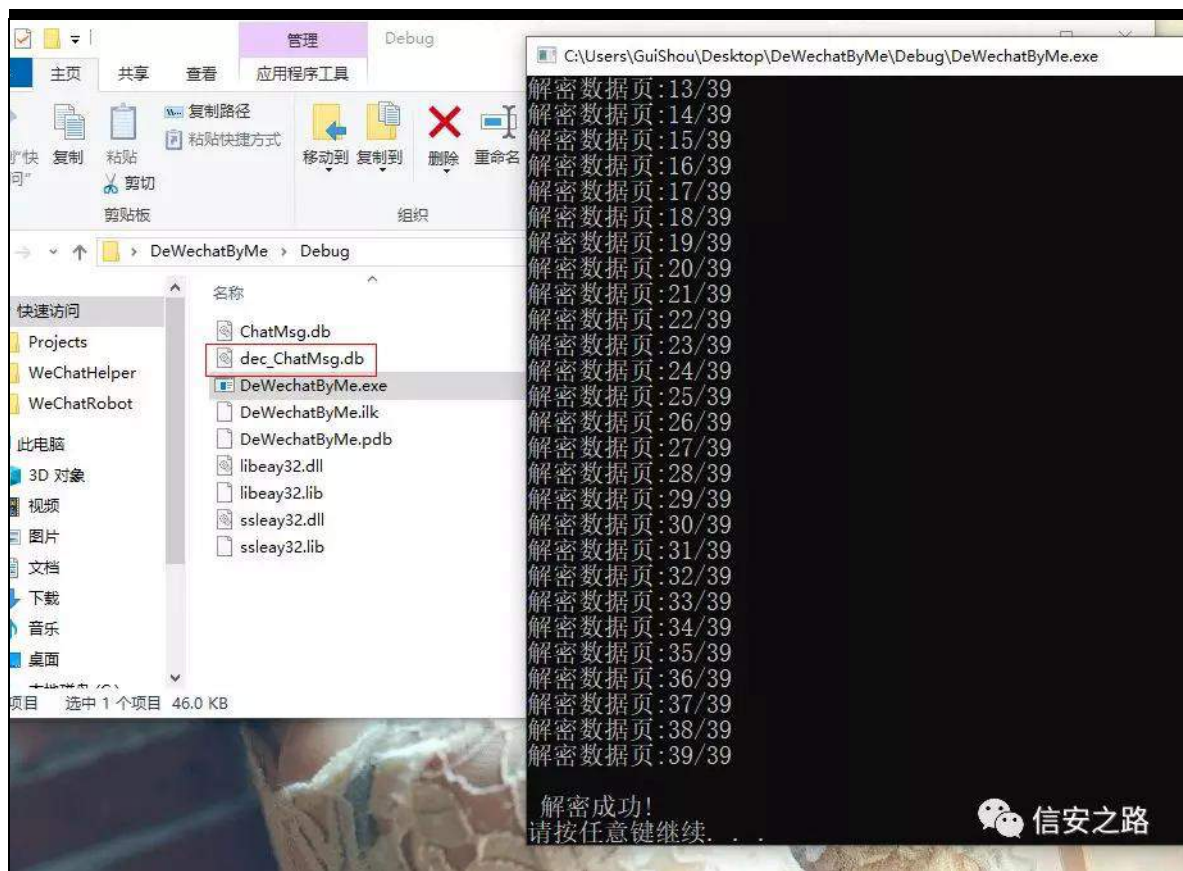 管理
Debug
主页
共享
查看
应用程序工具
复制
粘贴
复制路径
粘贴快捷方式
剪切
移动到
复制到
删除
重命名
剪贴板
组织
DeWechatByMe › Debug
名称
快速访问
Projects
WeChatHelper
WeChatRobot
此电脑
3D 对象
视频
图片
文档
下载
音乐
桌面
ChatMsg.db
dec_ChatMsg.db
DeWechatByMe.exe
DeWechatByMe.ilk
DeWechatByMe.pdb
libeay32.dll
libeay32.lib
ssleay32.dll
ssleay32.lib
项目
选中 1 个项目 46.0 KB
C:\Users\GuiShou\Desktop\DeWechatByMe\Debug\DeWechatByMe.exe
解密数据页:13/39
解密数据页:14/39
解密数据页:15/39
解密数据页:16/39
解密数据页:17/39
解密数据页:18/39
解密数据页:19/39
解密数据页:20/39
解密数据页:21/39
解密数据页:22/39
解密数据页:23/39
解密数据页:24/39
解密数据页:25/39
解密数据页:26/39
解密数据页:27/39
解密数据页:28/39
解密数据页:29/39
解密数据页:30/39
解密数据页:31/39
解密数据页:32/39
解密数据页:33/39
解密数据页:34/39
解密数据页:35/39
解密数据页:36/39
解密数据页:37/39
解密数据页:38/39
解密数据页:39/39
解密成功!
请按任意键继续. . .
信安之路